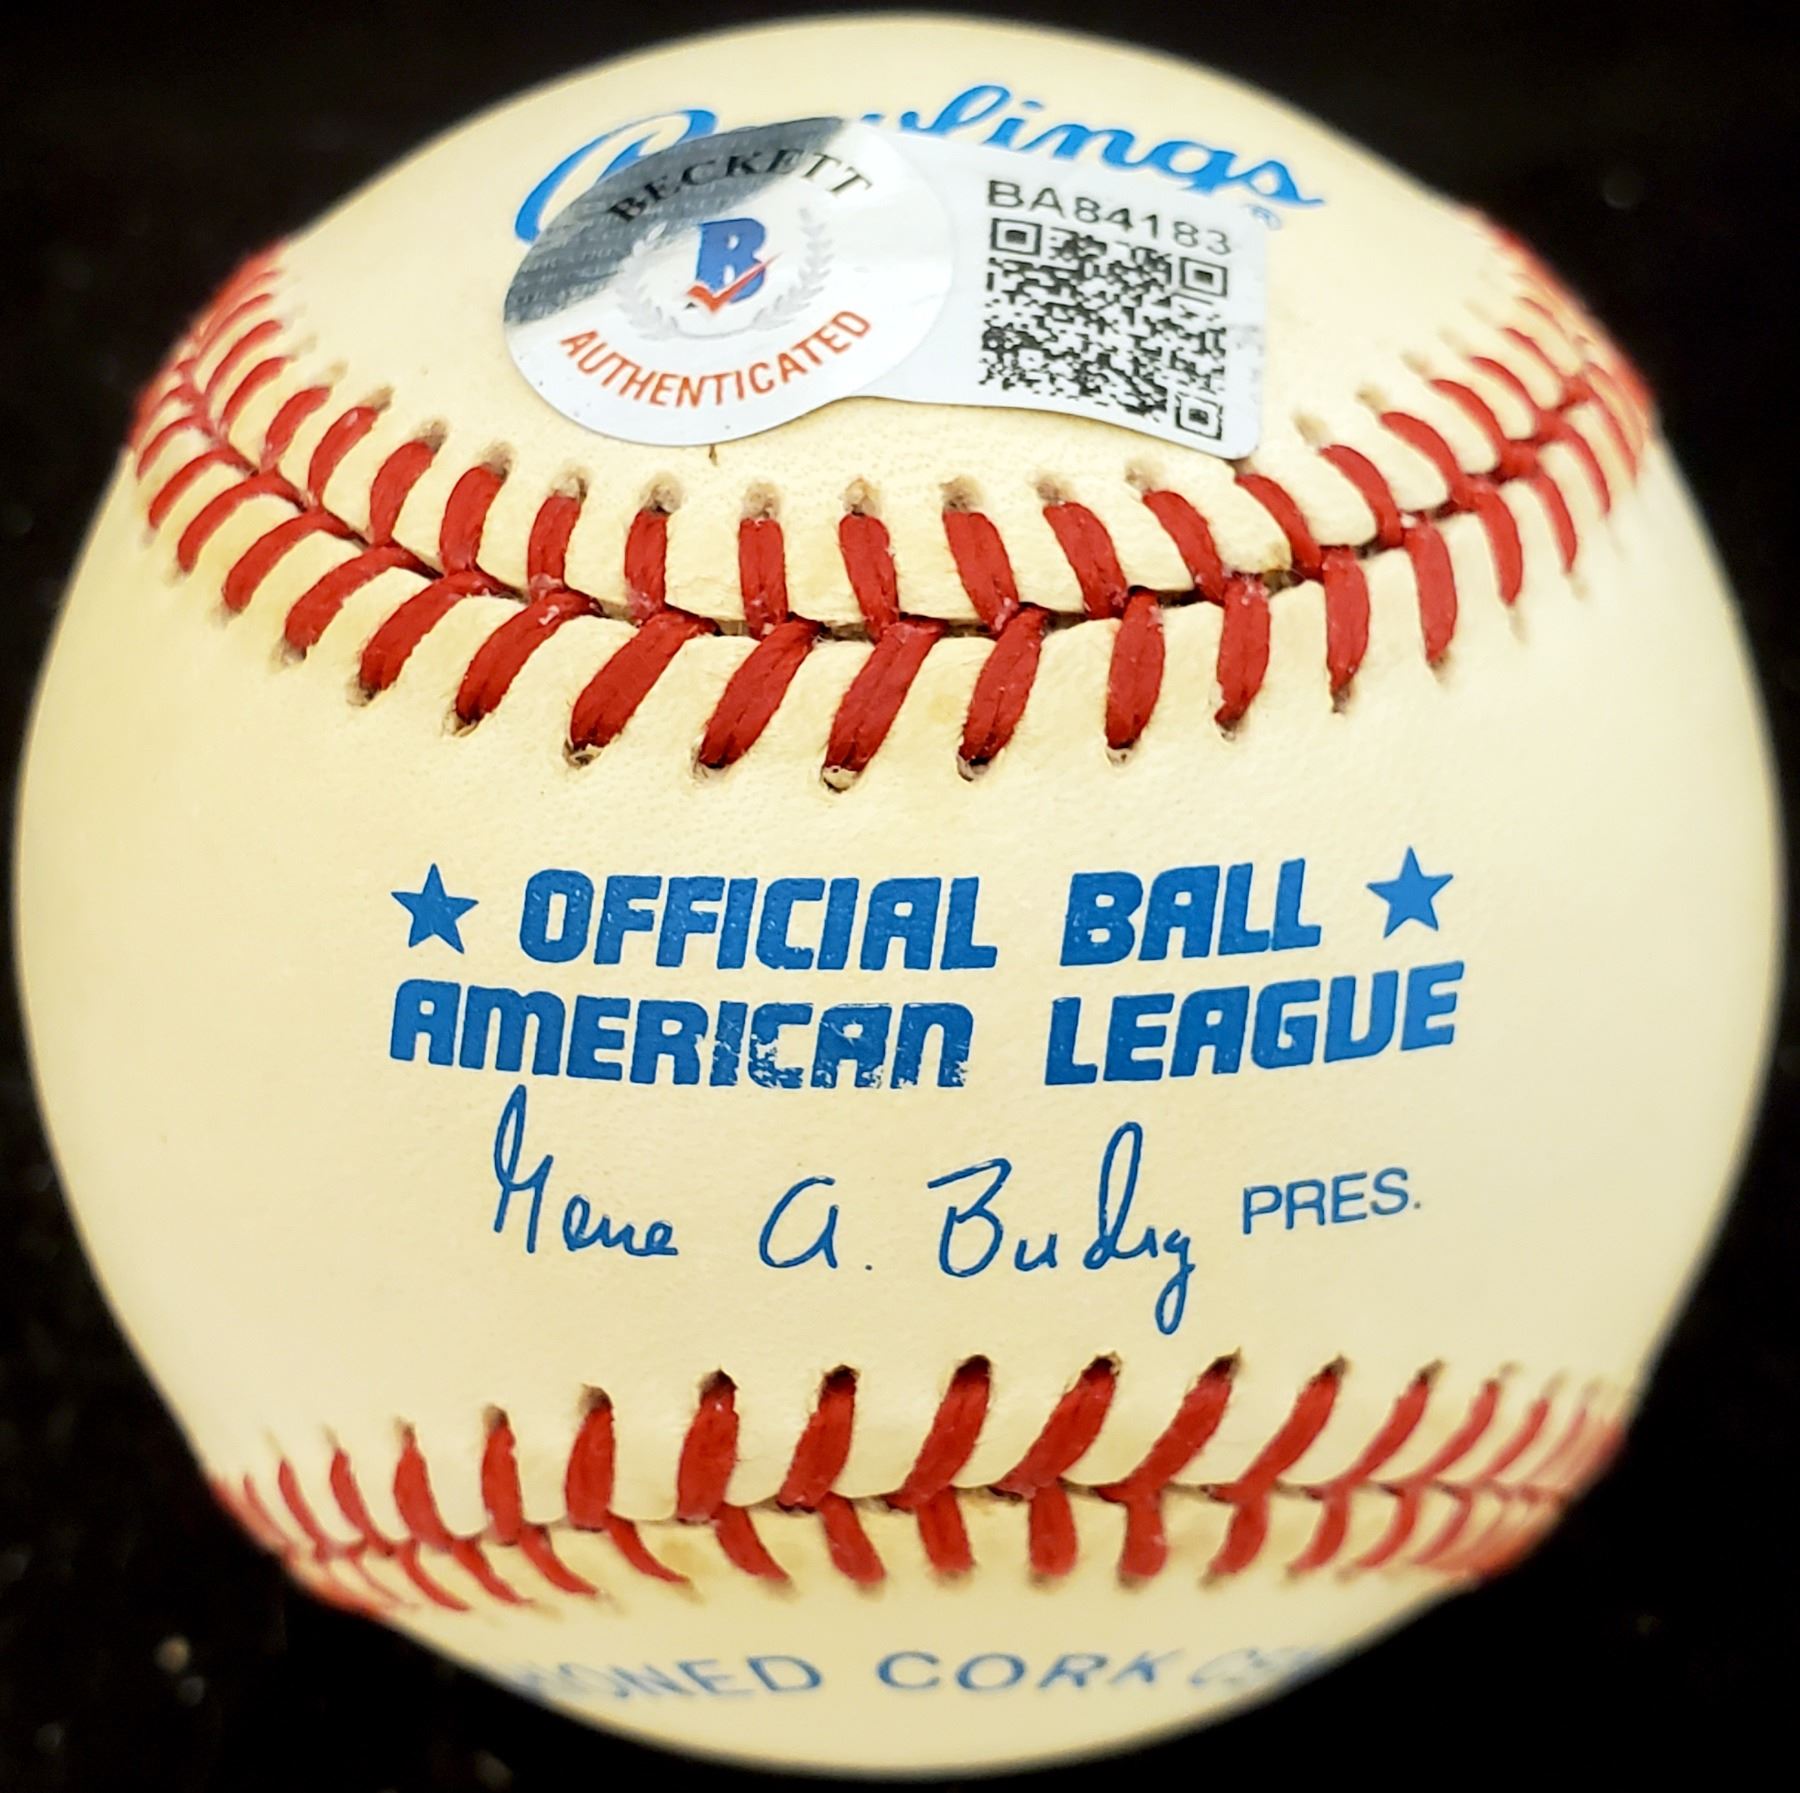 Rawlings
BECKETT
B
AUTHENTICATED
BA84183
★ OFFICIAL BALL ★
AMERICAN LEAGUE
Gene A. Budig PRES.
CORK